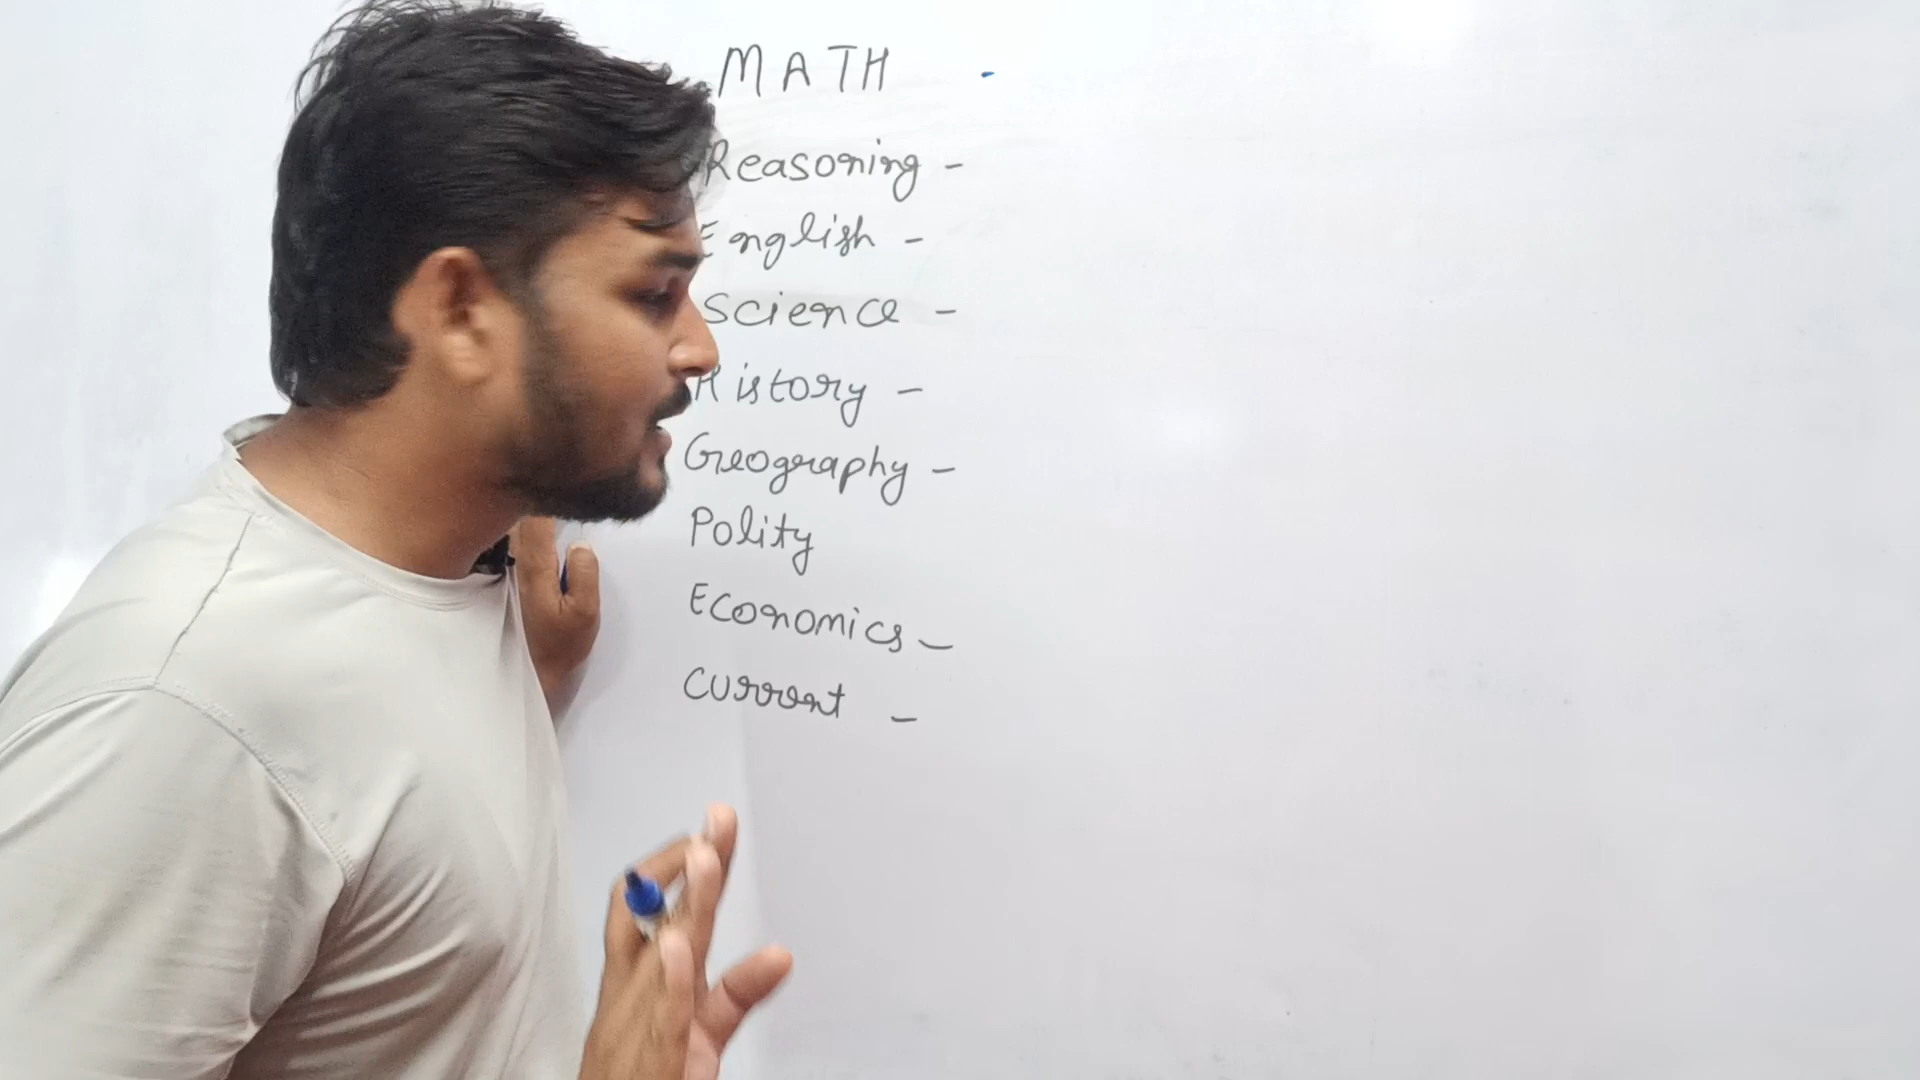 MATH -
Reasoning -
English -
Science -
History -
Geography -
Polity
Economics -
Current -